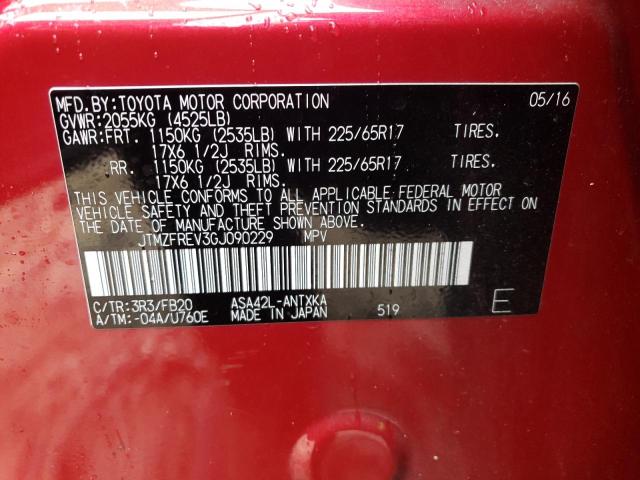 MFD.BY:TOYOTA MOTOR CORPORATION 05/16
GVWR:2055KG (4525LB)
GAWR:FRT. 1150KG (2535LB) WITH 225/65R17 TIRES.
17X6 1/2J RIMS.
RR. 1150KG (2535LB) WITH 225/65R17 TIRES.
17X6 1/2J RIMS.
THIS VEHICLE CONFORMS TO ALL APPLICABLE FEDERAL MOTOR
VEHICLE SAFETY AND THEFT PREVENTION STANDARDS IN EFFECT ON
THE DATE OF MANUFACTURE SHOWN ABOVE.
JTMZFREV3GJ090229 MPV
C/TR:3R3/FB20 ASA42L-ANTXKA
A/TM:-04A/U760E MADE IN JAPAN 519 E